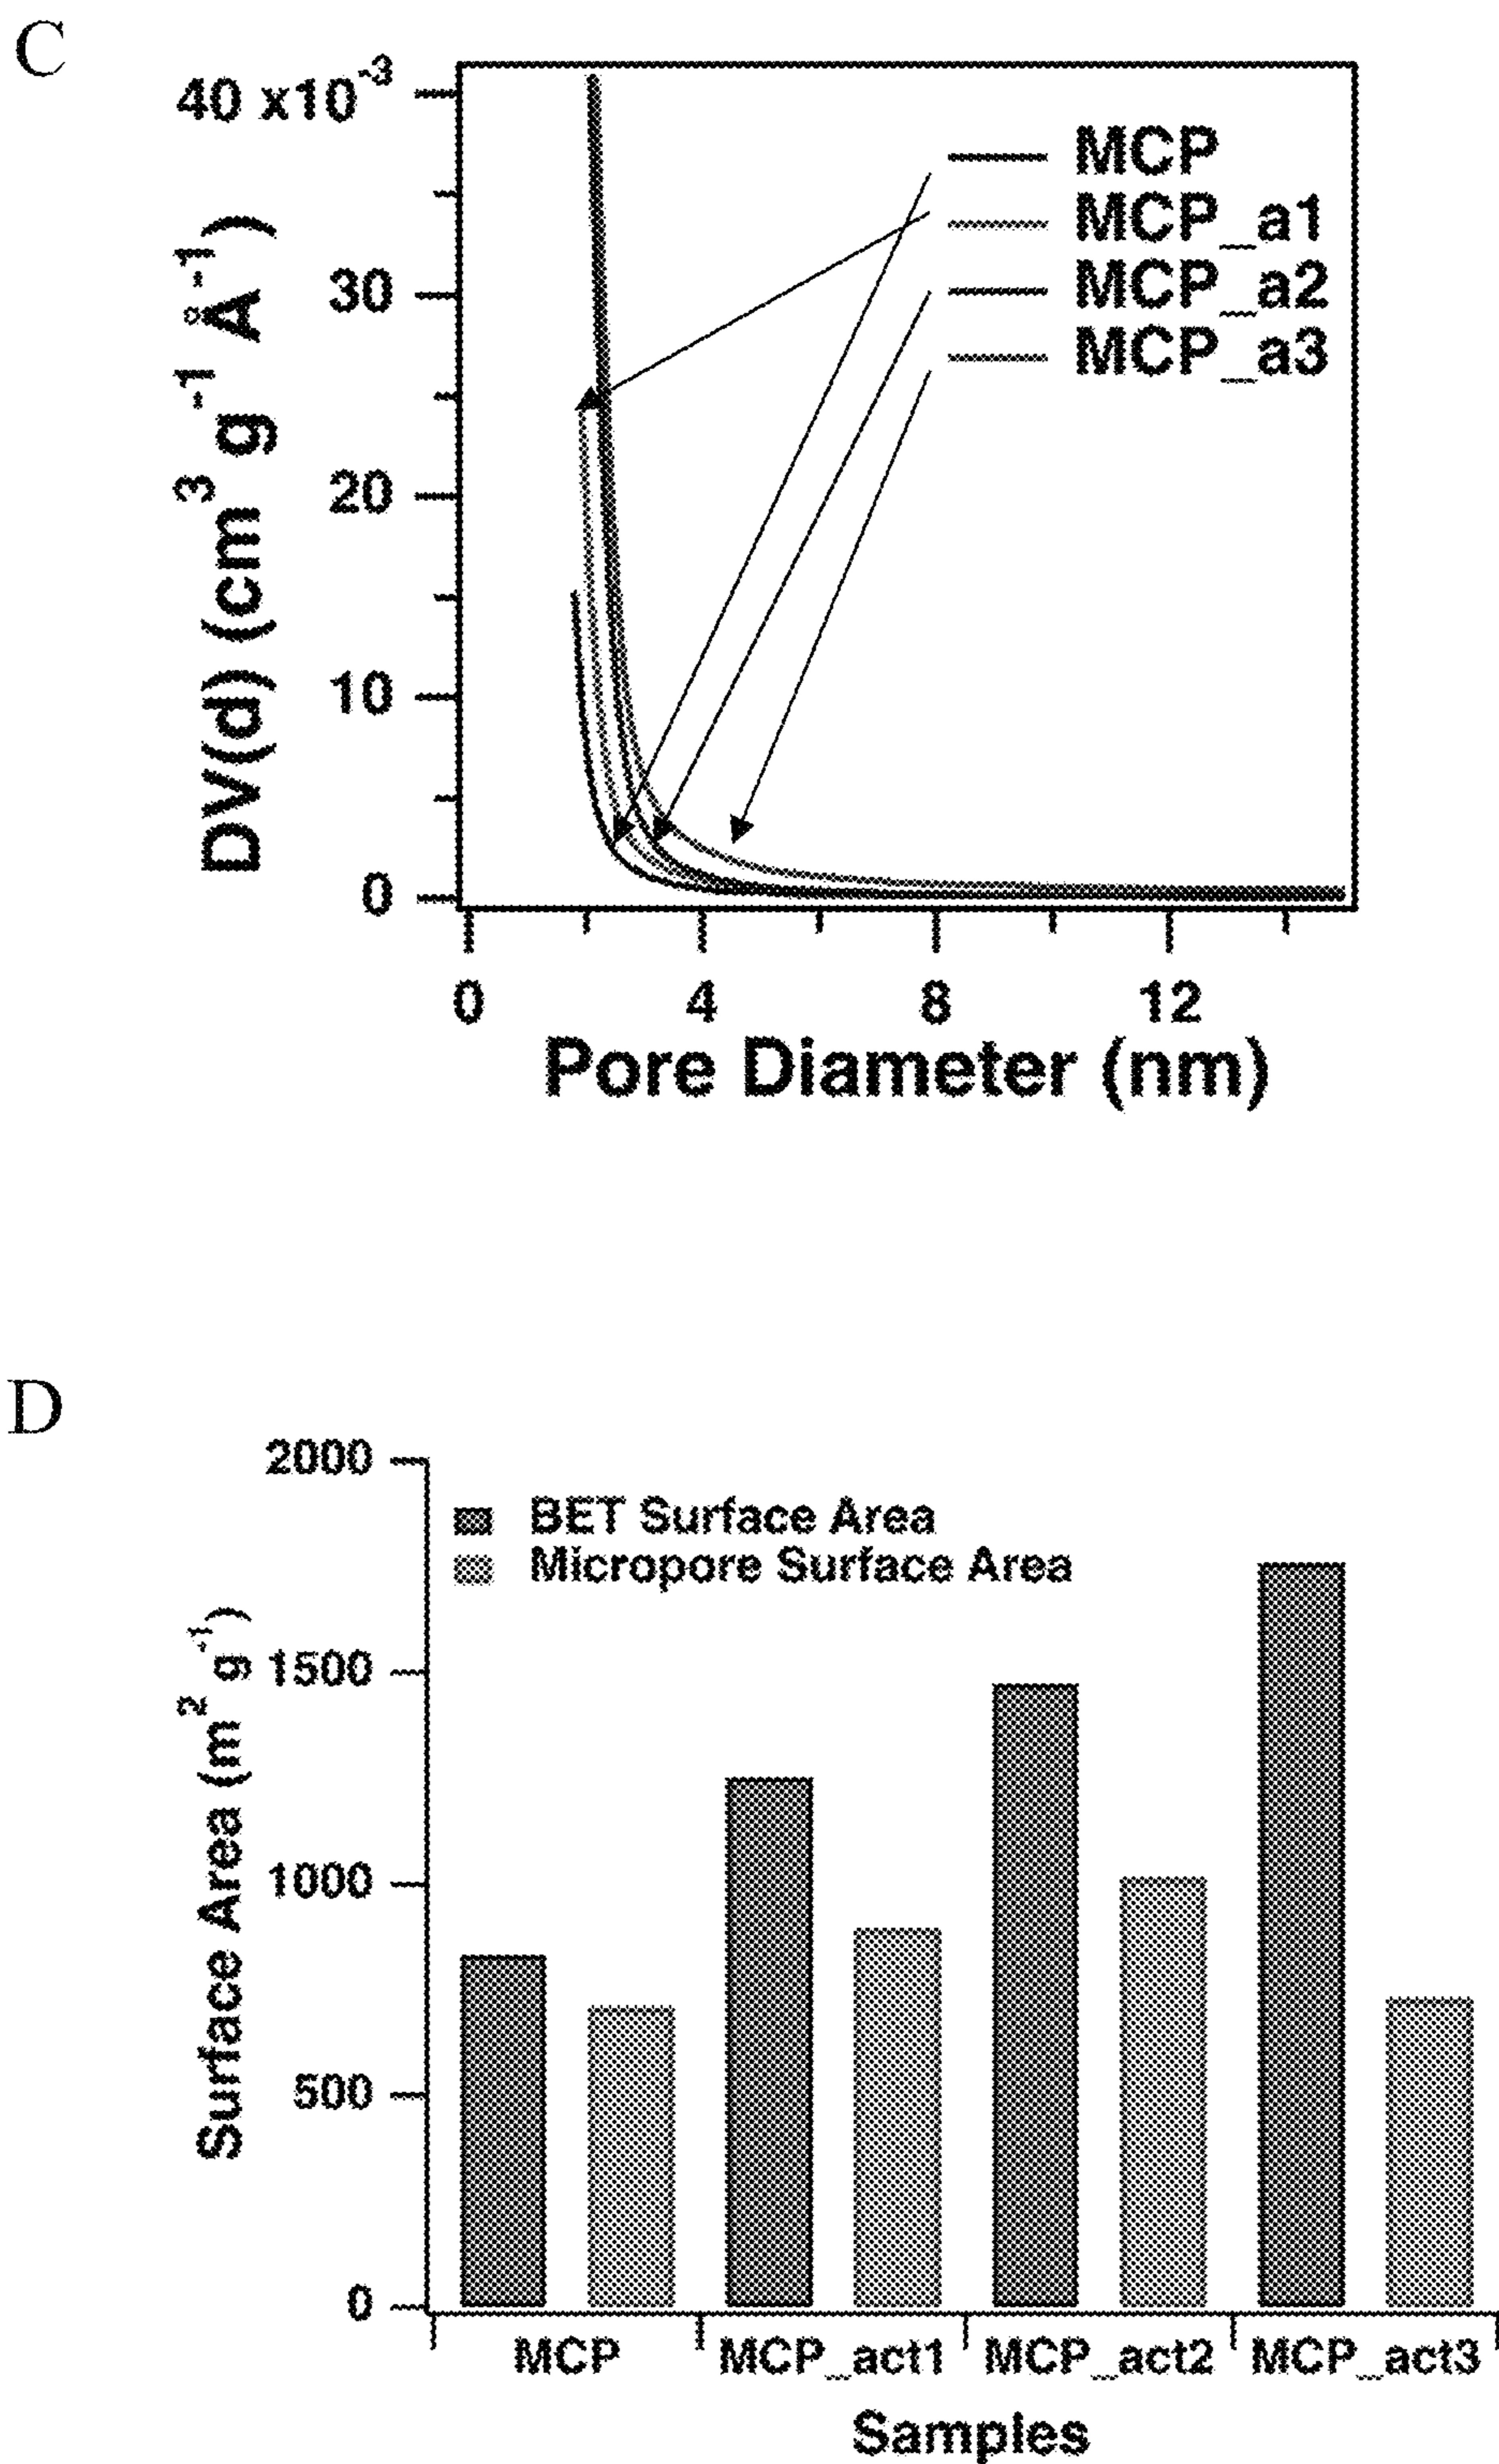 C
40 x10-3
30
20
10
0
DV(d) (cm3 g-1 Å-1)
MCP
MCP_a1
MCP_a2
MCP_a3
0 4 8 12
Pore Diameter (nm)
D
2000
1500
1000
500
0
Surface Area (m2 g-1)
BET Surface Area
Micropore Surface Area
MCP MCP_act1 MCP_act2 MCP_act3
Samples